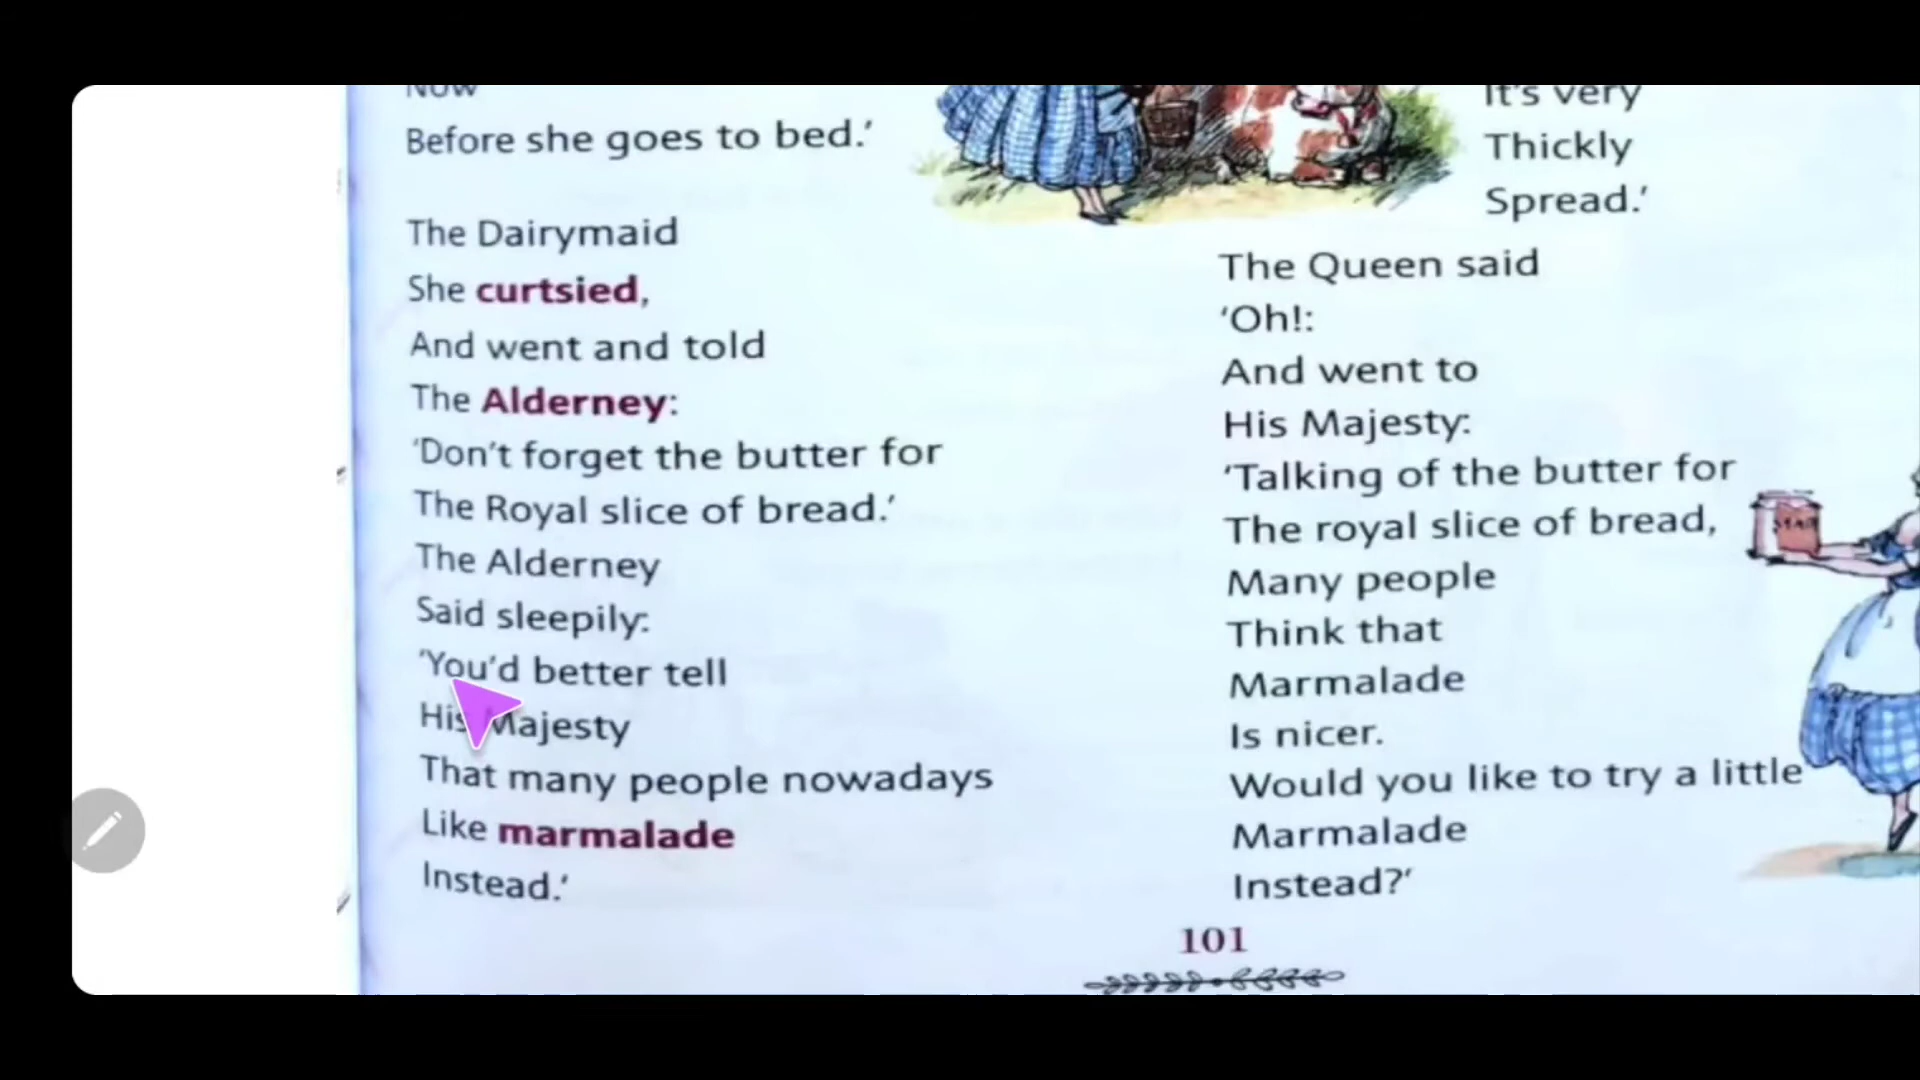 Now
Before she goes to bed.’
The Dairymaid
She curtsied,
And went and told
The Alderney:
‘Don’t forget the butter for
The Royal slice of bread.’
The Alderney
Said sleepily:
‘You’d better tell
His Majesty
That many people nowadays
Like marmalade
Instead.’
It’s very
Thickly
Spread.’
The Queen said
‘Oh!:
And went to
His Majesty:
‘Talking of the butter for
The royal slice of bread,
Many people
Think that
Marmalade
Is nicer.
Would you like to try a little
Marmalade
Instead?’
101